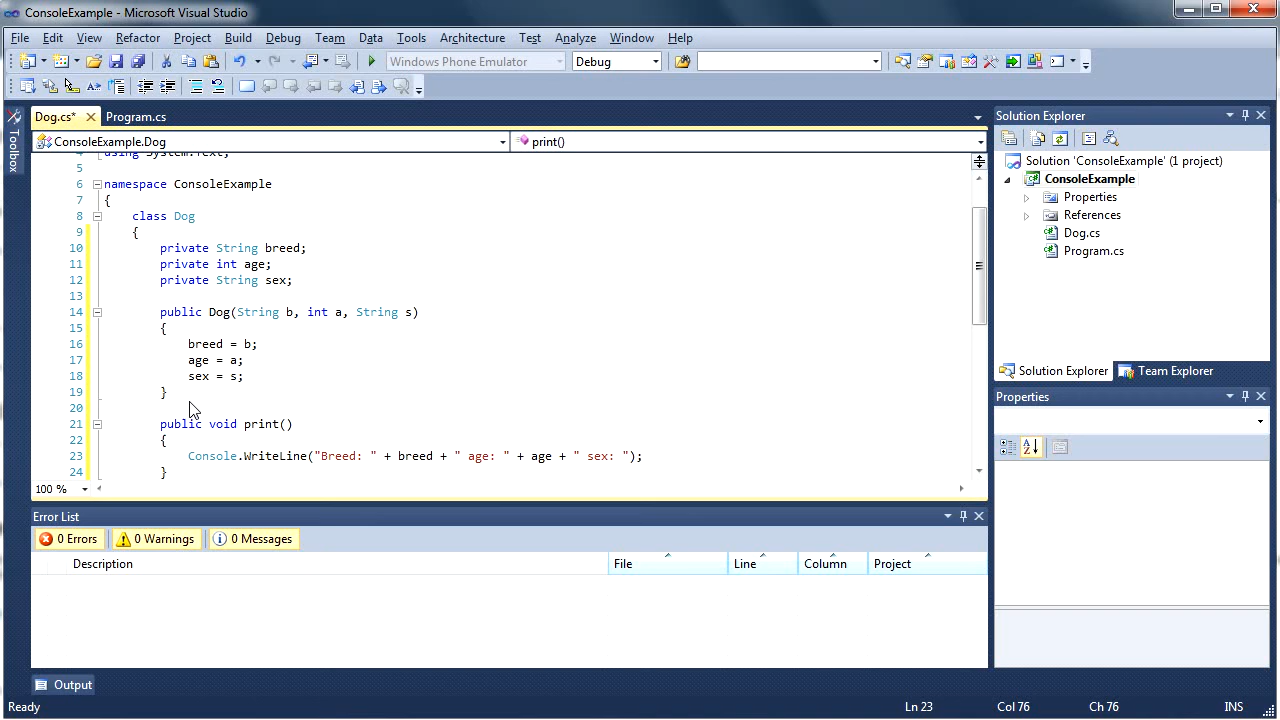 ConsoleExample - Microsoft Visual Studio
File Edit View Refactor Project Build Debug Team Data Tools Architecture Test Analyze Window Help
Windows Phone Emulator Debug
Dog.cs* Program.cs
ConsoleExample.Dog print()
4 using System.Text;
5
6 namespace ConsoleExample
7 {
8 class Dog
9 {
10 private String breed;
11 private int age;
12 private String sex;
13
14 public Dog(String b, int a, String s)
15 {
16 breed = b;
17 age = a;
18 sex = s;
19 }
20
21 public void print()
22 {
23 Console.WriteLine("Breed: " + breed + " age: " + age + " sex: ");
24 }
100 %
Toolbox
Solution Explorer
Solution 'ConsoleExample' (1 project)
ConsoleExample
Properties
References
Dog.cs
Program.cs
Solution Explorer Team Explorer
Properties
Error List
0 Errors 0 Warnings 0 Messages
Description File Line Column Project
Output
Ready Ln 23 Col 76 Ch 76 INS